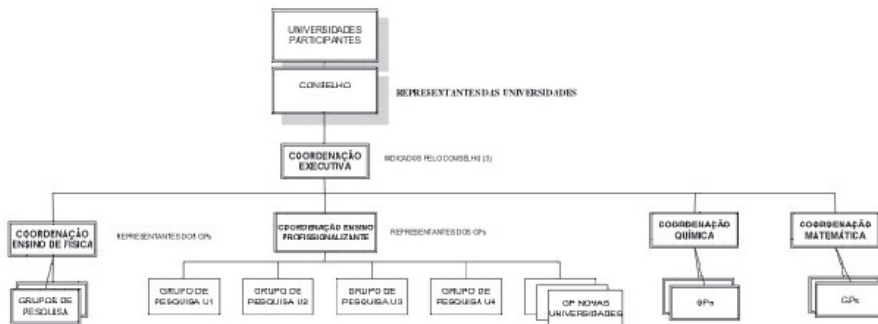 UNIVERSIDADES
PARTICIPANTES
CONSELHO
REPRESENTANTES DAS UNIVERSIDADES
COORDENAÇÃO
EXECUTIVA
INDICADOS PELO CONSELHO (3)
COORDENAÇÃO
ENSINO DE FÍSICA
REPRESENTANTES DOS GPs
COORDENAÇÃO ENSINO
PROFISSIONALIZANTE
REPRESENTANTES DOS GPs
COORDENAÇÃO
QUÍMICA
COORDENAÇÃO
MATEMÁTICA
GRUPOS DE
PESQUISA
GRUPO DE
PESQUISA U1
GRUPO DE
PESQUISA U2
GRUPO DE
PESQUISA U3
GRUPO DE
PESQUISA U4
GP NOVAS
UNIVERSIDADES
GPs
GPs